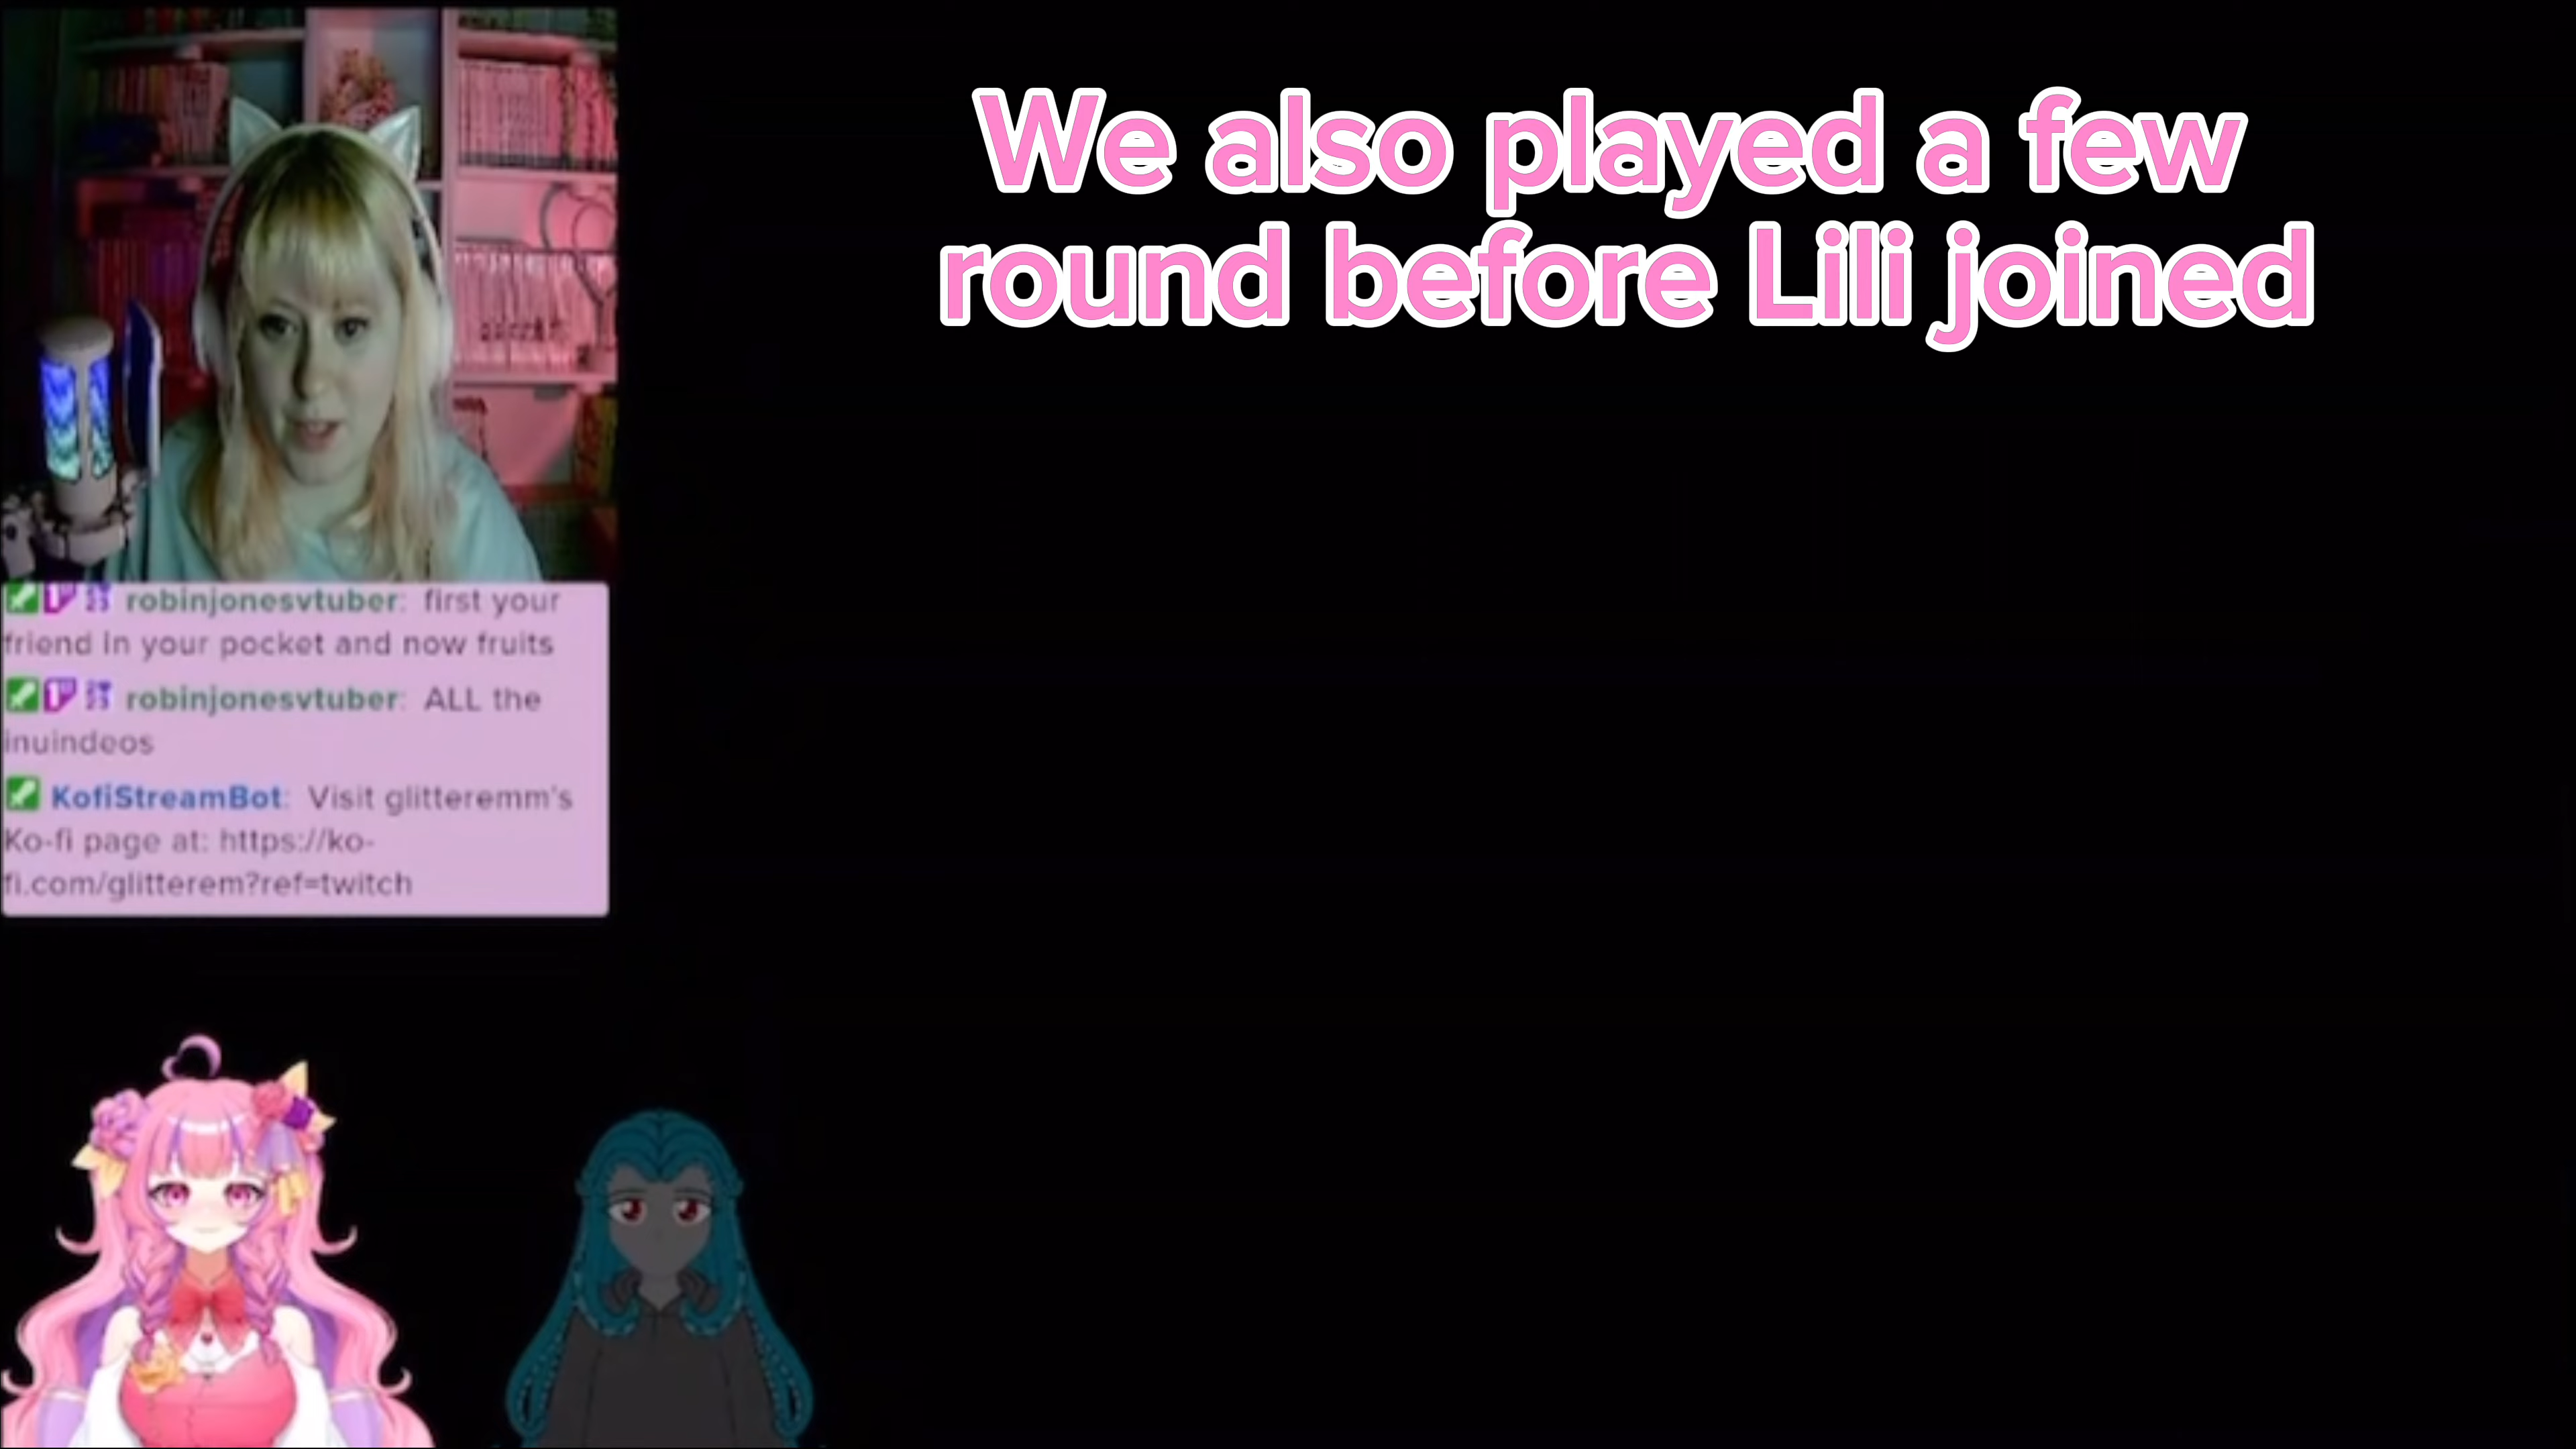 We also played a few
round before Lili joined
robinjonesvtuber: first your
friend in your pocket and now fruits
robinjonesvtuber: ALL the
inuindeos
KofiStreamBot: Visit glitteremm's
Ko-fi page at: https://ko-
fi.com/glitterem?ref=twitch